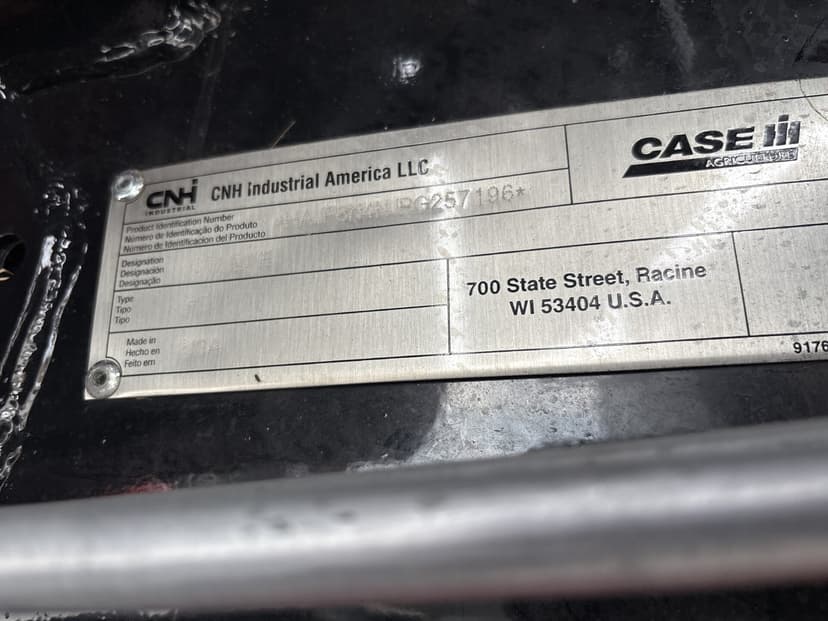 CNH
INDUSTRIAL
CNH Industrial America LLC
CASE IH
AGRICULTURE
Product Identification Number
Número de Identificação do Produto
Número de Identificacion del Producto
G257196*
Designation
Designación
Designação
Type
Tipo
Tipo
700 State Street, Racine
WI 53404 U.S.A.
Made in
Hecho en
Feito em
9176